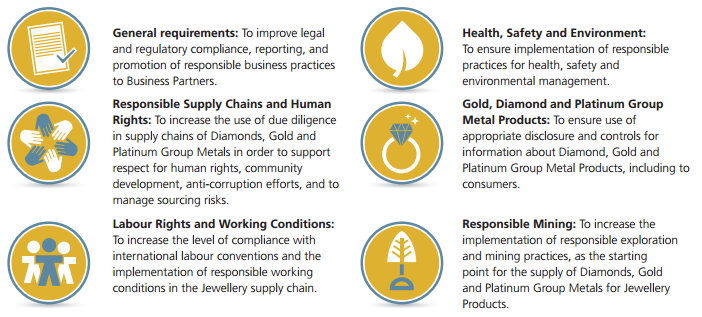 General requirements: To improve legal
and regulatory compliance, reporting, and
promotion of responsible business practices
to Business Partners.
Health, Safety and Environment:
To ensure implementation of responsible
practices for health, safety and
environmental management.
Responsible Supply Chains and Human
Rights: To increase the use of due diligence
in supply chains of Diamonds, Gold and
Platinum Group Metals in order to support
respect for human rights, community
development, anti-corruption efforts, and to
manage sourcing risks.
Gold, Diamond and Platinum Group
Metal Products: To ensure use of
appropriate disclosure and controls for
information about Diamond, Gold and
Platinum Group Metal Products, including to
consumers.
Labour Rights and Working Conditions:
To increase the level of compliance with
international labour conventions and the
implementation of responsible working
conditions in the Jewellery supply chain.
Responsible Mining: To increase the
implementation of responsible exploration
and mining practices, as the starting
point for the supply of Diamonds, Gold
and Platinum Group Metals for Jewellery
Products.